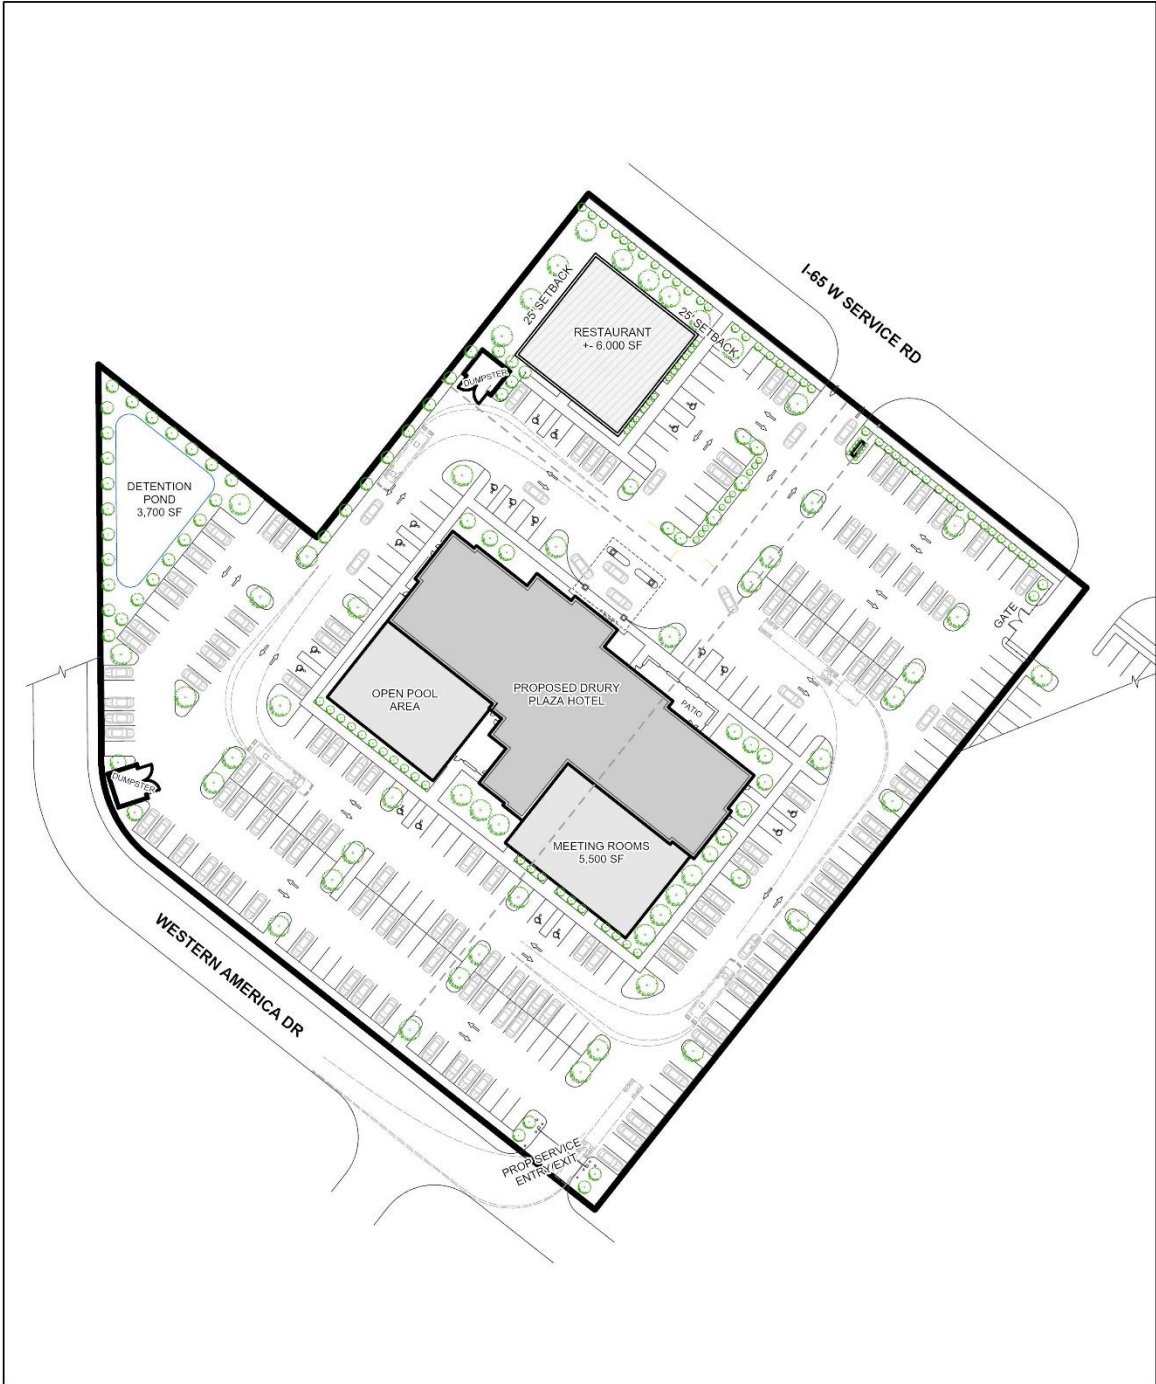 I-65 W SERVICE RD
25' SETBACK
25' SETBACK
RESTAURANT
+- 6,000 SF
DUMPSTER
DETENTION
POND
3,700 SF
GATE
OPEN POOL
AREA
PROPOSED DRURY
PLAZA HOTEL
PATIO
DUMPSTER
MEETING ROOMS
5,500 SF
WESTERN AMERICA DR
PROP SERVICE
ENTRY/EXIT